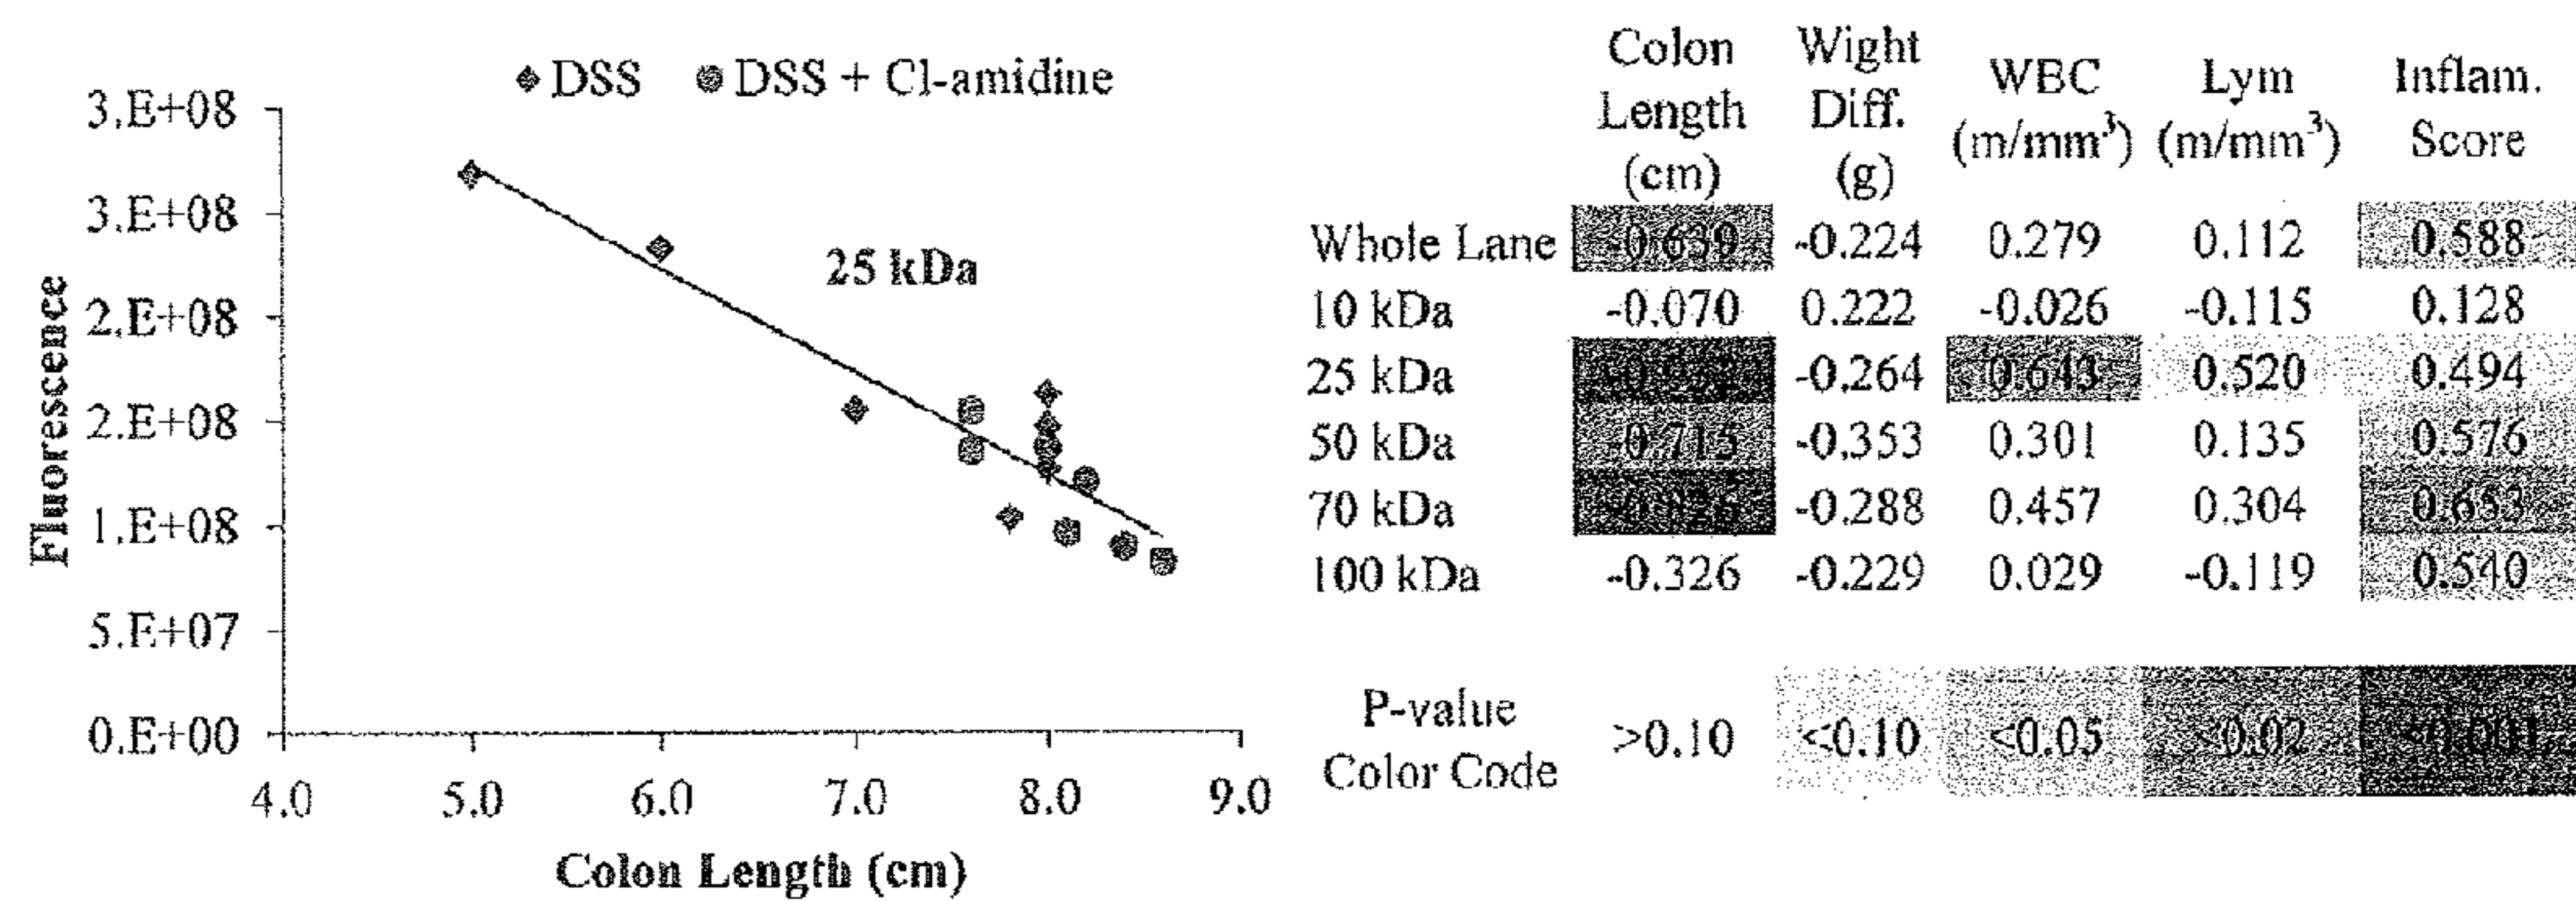 DSS DSS + Cl-amidine
3.E+08
3.E+08
2.E+08
2.E+08
1.E+08
5.E+07
0.E+00
Fluorescence
25 kDa
4.0 5.0 6.0 7.0 8.0 9.0
Colon Length (cm)
Colon Length (cm) Wight Diff. (g) WBC (m/mm³) Lym (m/mm³) Inflam. Score
Whole Lane -0.639 -0.224 0.279 0.112 0.588
10 kDa -0.070 0.222 -0.026 -0.115 0.128
25 kDa -0.264 0.643 0.520 0.494
50 kDa -0.715 -0.353 0.301 0.135 0.576
70 kDa -0.288 0.457 0.304 0.653
100 kDa -0.326 -0.229 0.029 -0.119 0.540
P-value Color Code >0.10 <0.10 <0.05 <0.02 <0.001